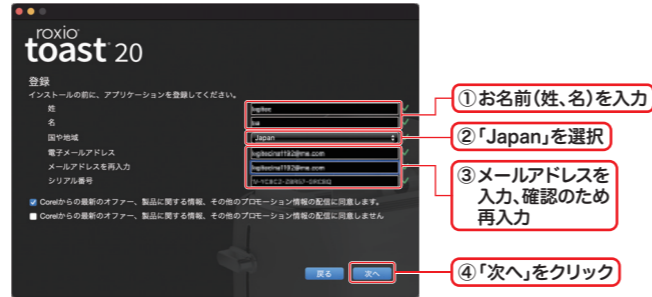 roxio
toast 20
登録
インストールの前に、アプリケーションを登録してください。
姓
名
国や地域
Japan
電子メールアドレス
メールアドレスを再入力
シリアル番号
Corelからの最新のオファー、製品に関する情報、その他のプロモーション情報の配信に同意します。
Corelからの最新のオファー、製品に関する情報、その他のプロモーション情報の配信に同意しません
戻る
次へ
①お名前(姓、名)を入力
②「Japan」を選択
③メールアドレスを
入力、確認のため
再入力
④「次へ」をクリック